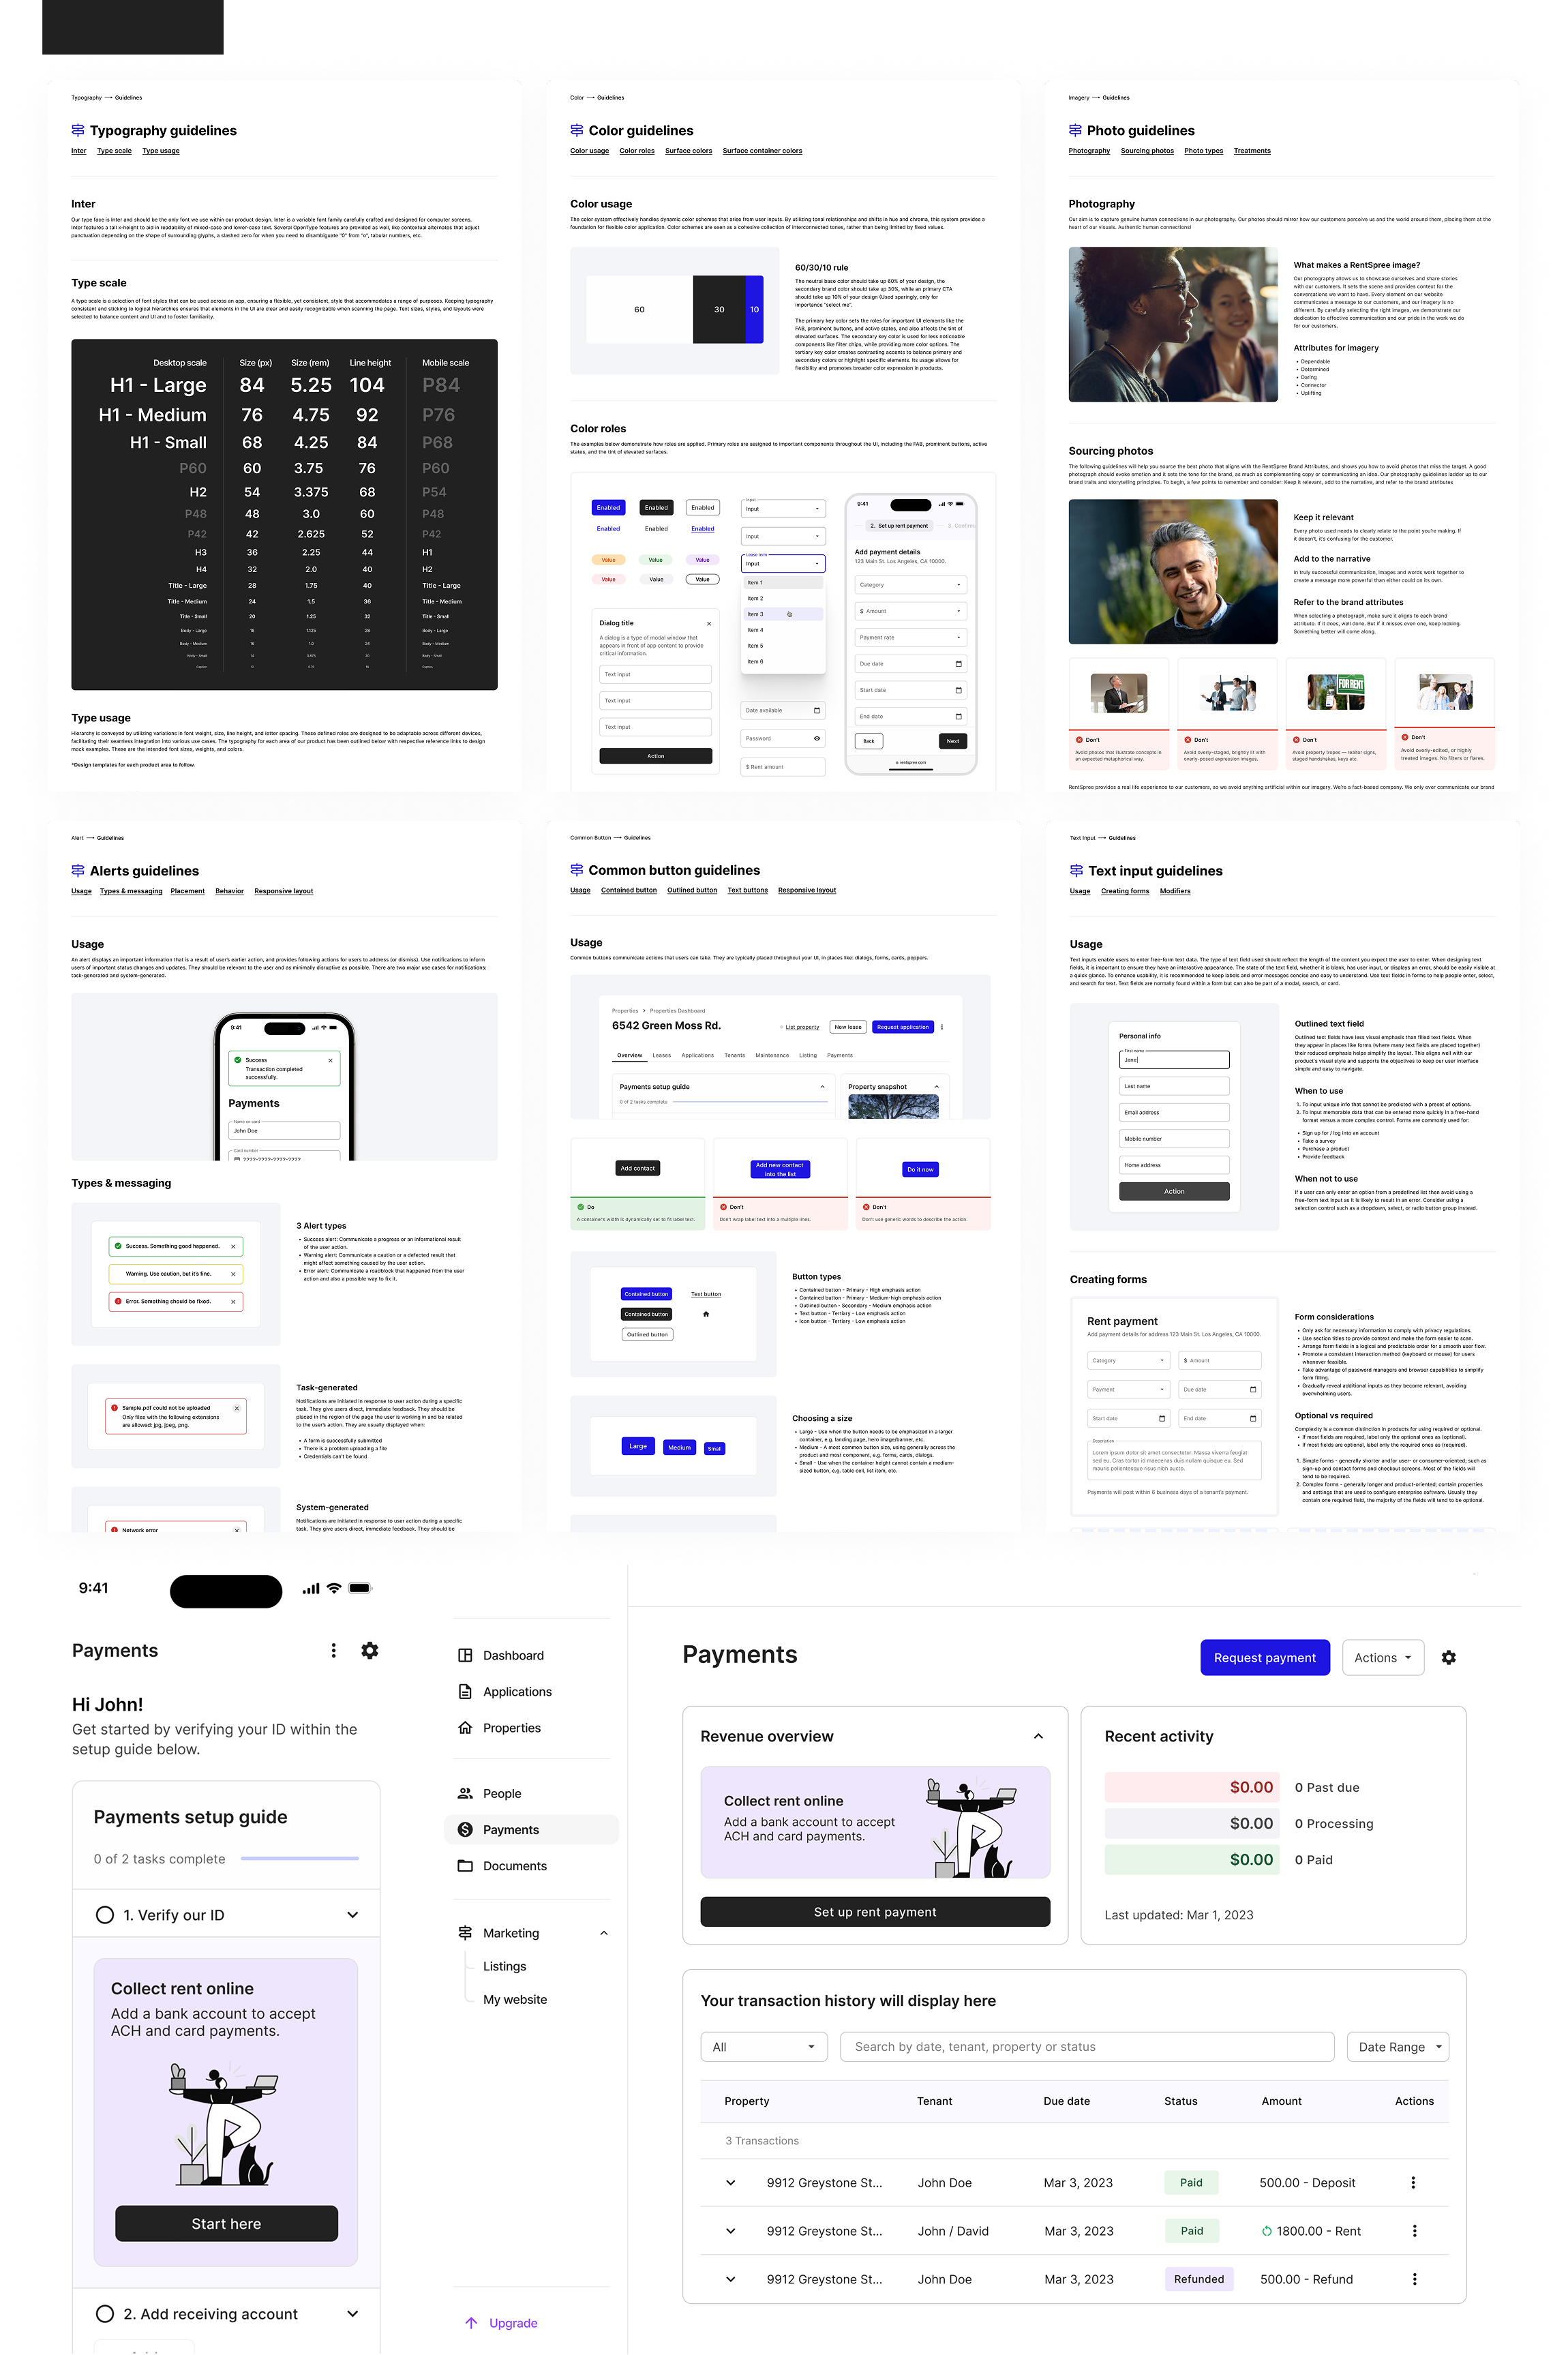 Typography → Guidelines
Typography guidelines
Inter Type scale Type usage
Inter
Our type face is Inter and should be the only font we use within our product design. Inter is a variable font family carefully crafted and designed for computer screens.
Inter features a tall x-height to aid in readability of mixed-case and lower-case text. Several OpenType features are provided as well, like contextual alternates that adjust
punctuation depending on the shape of surrounding glyphs, a slashed zero for when you need to disambiguate "0" from "o", tabular numbers, etc.
Type scale
A type scale is a selection of font styles that can be used across an app, ensuring a flexible, yet consistent, style that accommodates a range of purposes. Keeping typography
consistent and sticking to logical hierarchies ensures that elements in the UI are clear and easily recognizable when scanning the page. Text sizes, styles, and layouts were
selected to balance content and UI and to foster familiarity.
Desktop scale Size (px) Size (rem) Line height Mobile scale
H1 - Large 84 5.25 104 P84
H1 - Medium 76 4.75 92 P76
H1 - Small 68 4.25 84 P68
P60 60 3.75 76 P60
H2 54 3.375 68 P54
P48 48 3.0 60 P48
P42 42 2.625 52 P42
H3 36 2.25 44 H1
H4 32 2.0 40 H2
Title - Large 28 1.75 40 Title - Large
Title - Medium 24 1.5 36 Title - Medium
Title - Small 20 1.25 32 Title - Small
Body - Large 18 1.125 28 Body - Large
Body - Medium 16 1.0 24 Body - Medium
Body - Small 14 0.875 20 Body - Small
Type usage
Hierarchy is conveyed by utilizing variations in font weight, size, line height, and letter spacing. These defined roles are designed to be adaptable across different devices,
facilitating their seamless integration into various use cases. The typography for each area of our product has been outlined below with respective reference links to design
mock examples. These are the intended font sizes, weights, and colors.
*Design templates for each product area to follow.
Color → Guidelines
Color guidelines
Color usage Color roles Surface colors Surface container colors
Color usage
The color system effectively handles dynamic color schemes that arise from user inputs. By utilizing tonal relationships and shifts in hue and chroma, this system provides a
foundation for flexible color application. Color schemes are seen as a cohesive collection of interconnected tones, rather than being limited by fixed values.
60 30 10
60/30/10 rule
The neutral base color should take up 60% of your design, the
secondary brand color should take up 30%, while an primary CTA
should take up 10% of your design (Used sparingly, only for
importance "select me".
The primary key color sets the roles for important UI elements like the
FAB, prominent buttons, and active states, and also affects the tint of
elevated surfaces. The secondary key color is used for less noticeable
components like filter chips, while providing more color options. The
tertiary key color creates contrasting accents to balance primary and
secondary colors or highlight specific elements. Its usage allows for
flexibility and promotes broader color expression in products.
Color roles
The examples below demonstrate how roles are applied. Primary roles are assigned to important components throughout the UI, including the FAB, prominent buttons, active
states, and the tint of elevated surfaces.
Enabled Enabled Enabled
Enabled Enabled Enabled
Value Value Value
Value Value Value
Dialog title
A dialog is a type of modal window that
appears in front of app content to provide
critical information.
Text input
Text input
Text input
Action
Input
Input
Input
Lease term
Input
Item 1
Item 2
Item 3
Item 4
Item 5
Item 6
Date available
Password
$ Rent amount
9:41
2. Set up rent payment 3. Confirm
Add payment details
123 Main St. Los Angeles, CA 10000.
Category
$ Amount
Payment rate
Due date
Start date
End date
Back Next
rentspree.com
Imagery → Guidelines
Photo guidelines
Photography Sourcing photos Photo types Treatments
Photography
Our aim is to capture genuine human connections in our photography. Our photos should mirror how our customers perceive us and the world around them, placing them at the
heart of our visuals. Authentic human connections!
What makes a RentSpree image?
Our photography allows us to showcase ourselves and share stories
with our customers. It sets the scene and provides context for the
conversations we want to have. Every element on our website
communicates a message to our customers, and our imagery is no
different. By carefully selecting the right images, we demonstrate our
dedication to effective communication and our pride in the work we do
for our customers.
Attributes for imagery
• Dependable
• Determined
• Daring
• Connector
• Uplifting
Sourcing photos
The following guidelines will help you source the best photo that aligns with the RentSpree Brand Attributes, and shows you how to avoid photos that miss the target. A good
photograph should evoke emotion and it sets the tone for the brand, as much as complementing copy or communicating an idea. Our photography guidelines ladder up to our
brand traits and storytelling principles. To begin, a few points to remember and consider: Keep it relevant, add to the narrative, and refer to the brand attributes
Keep it relevant
Every photo used needs to clearly relate to the point you're making. If
it doesn't, it's confusing for the customer.
Add to the narrative
In truly successful communication, images and words work together to
create a message more powerful than either could on its own.
Refer to the brand attributes
When selecting a photograph, make sure it aligns to each brand
attribute. If it does, well done. But if it misses even one, keep looking.
Something better will come along.
FOR RENT
Don't
Avoid photos that illustrate concepts in
an expected metaphorical way.
Don't
Avoid overly-staged, brightly lit with
overly-posed expression images.
Don't
Avoid property tropes — realtor signs,
staged handshakes, keys etc.
Don't
Avoid overly-edited, or highly
treated images. No filters or flares.
RentSpree provides a real life experience to our customers, so we avoid anything artificial within our imagery. We're a fact-based company. We only ever communicate our brand
Alert → Guidelines
Alerts guidelines
Usage Types & messaging Placement Behavior Responsive layout
Usage
An alert displays an important information that is a result of user's earlier action, and provides following actions for users to address (or dismiss). Use notifications to inform
users of important status changes and updates. They should be relevant to the user and as minimally disruptive as possible. There are two major use cases for notifications:
task-generated and system-generated.
9:41
Success
Transaction completed
successfully.
Payments
Name on card
John Doe
Card number
????-????-????-????
Types & messaging
Success. Something good happened.
Warning. Use caution, but it's fine.
Error. Something should be fixed.
3 Alert types
• Success alert: Communicate a progress or an informational result
of the user action.
• Warning alert: Communicate a caution or a defected result that
might affect something caused by the user action.
• Error alert: Communicate a roadblock that happened from the user
action and also a possible way to fix it.
Sample.pdf could not be uploaded
Only files with the following extensions
are allowed: jpg, jpeg, png.
Task-generated
Notifications are initiated in response to user action during a specific
task. They give users direct, immediate feedback. They should be
placed in the region of the page the user is working in and be related
to the user's action. They are usually displayed when:
• A form is successfully submitted
• There is a problem uploading a file
• Credentials can't be found
Network error
System-generated
Notifications are initiated in response to user action during a specific
task. They give users direct, immediate feedback. They should be
Common Button → Guidelines
Common button guidelines
Usage Contained button Outlined button Text buttons Responsive layout
Usage
Common buttons communicate actions that users can take. They are typically placed throughout your UI, in places like: dialogs, forms, cards, poppers.
Properties > Properties Dashboard
6542 Green Moss Rd.
List property New lease Request application
Overview Leases Applications Tenants Maintenance Listing Payments
Payments setup guide
0 of 2 tasks complete
Property snapshot
Add contact
Do
A container's width is dynamically set to fit label text.
Add new contact
into the list
Don't
Don't wrap label text into a multiple lines.
Do it now
Don't
Don't use generic words to describe the action.
Contained button Text button
Contained button
Outlined button
Button types
• Contained button - Primary - High emphasis action
• Contained button - Primary - Medium-high emphasis action
• Outlined button - Secondary - Medium emphasis action
• Text button - Tertiary - Low emphasis action
• Icon button - Tertiary - Low emphasis action
Large Medium Small
Choosing a size
• Large - Use when the button needs to be emphasized in a larger
container, e.g. landing page, hero image/banner, etc.
• Medium - A most common button size, using generally across the
product and most component, e.g. forms, cards, dialogs.
• Small - Use when the container height cannot contain a medium-
sized button, e.g. table cell, list item, etc.
Text Input → Guidelines
Text input guidelines
Usage Creating forms Modifiers
Usage
Text inputs enable users to enter free-form text data. The type of text field used should reflect the length of the content you expect the user to enter. When designing text
fields, it is important to ensure they have an interactive appearance. The state of the text field, whether it is blank, has user input, or displays an error, should be easily visible at
a quick glance. To enhance usability, it is recommended to keep labels and error messages concise and easy to understand. Use text fields in forms to help people enter, select,
and search for text. Text fields are normally found within a form but can also be part of a modal, search, or card.
Personal info
First name
Jane
Last name
Email address
Mobile number
Home address
Action
Outlined text field
Outlined text fields have less visual emphasis than filled text fields. When
they appear in places like forms (where many text fields are placed together)
their reduced emphasis helps simplify the layout. This aligns well with our
product's visual style and supports the objectives to keep our user interface
simple and easy to navigate.
When to use
1. To input unique info that cannot be predicted with a preset of options.
2. To input memorable data that can be entered more quickly in a free-hand
format versus a more complex control. Forms are commonly used for:
• Sign up for / log into an account
• Take a survey
• Purchase a product
• Provide feedback
When not to use
If a user can only enter an option from a predefined list then avoid using a
free-form text input as it is likely to result in an error. Consider using a
selection control such as a dropdown, select, or radio button group instead.
Creating forms
Rent payment
Add payment details for address 123 Main St. Los Angeles, CA 10000.
Category $ Amount
Payment Due date
Start date End date
Description
Lorem ipsum dolor sit amet consectetur. Massa viverra feugiat
sed eu. Cras tortor id maecenas duis nullam quisque eu. Sed
mauris pellentesque risus nibh aucto.
Payments will post within 6 business days of a tenant's payment.
Form considerations
• Only ask for necessary information to comply with privacy regulations.
• Use section titles to provide context and make the form easier to scan.
• Arrange form fields in a logical and predictable order for a smooth user flow.
• Promote a consistent interaction method (keyboard or mouse) for users
whenever feasible.
• Take advantage of password managers and browser capabilities to simplify
form filling.
• Gradually reveal additional inputs as they become relevant, avoiding
overwhelming users.
Optional vs required
Complexity is a common distinction in products for using required or optional.
• If most forms are required, label only the optional ones as (optional).
• If most forms are optional, label only the required ones as (required).
1. Simple forms - generally shorter and/or user- or consumer-oriented; such as
sign-up and contact forms and checkout screens. Most of the fields will
tend to be required.
2. Complex forms - generally longer and product-oriented; contain properties
and settings that are used to configure enterprise software. Usually they
contain one required field, the majority of the fields will tend to be optional.
9:41
Payments
Hi John!
Get started by verifying your ID within the
setup guide below.
Payments setup guide
0 of 2 tasks complete
1. Verify our ID
Collect rent online
Add a bank account to accept
ACH and card payments.
Start here
2. Add receiving account
Dashboard
Applications
Properties
People
Payments
Documents
Marketing
Listings
My website
Upgrade
Payments
Request payment Actions
Revenue overview
Collect rent online
Add a bank account to accept
ACH and card payments.
Set up rent payment
Recent activity
$0.00 0 Past due
$0.00 0 Processing
$0.00 0 Paid
Last updated: Mar 1, 2023
Your transaction history will display here
All Search by date, tenant, property or status Date Range
Property Tenant Due date Status Amount Actions
3 Transactions
9912 Greystone St... John Doe Mar 3, 2023 Paid 500.00 - Deposit
9912 Greystone St... John / David Mar 3, 2023 Paid 1800.00 - Rent
9912 Greystone St... John Doe Mar 3, 2023 Refunded 500.00 - Refund